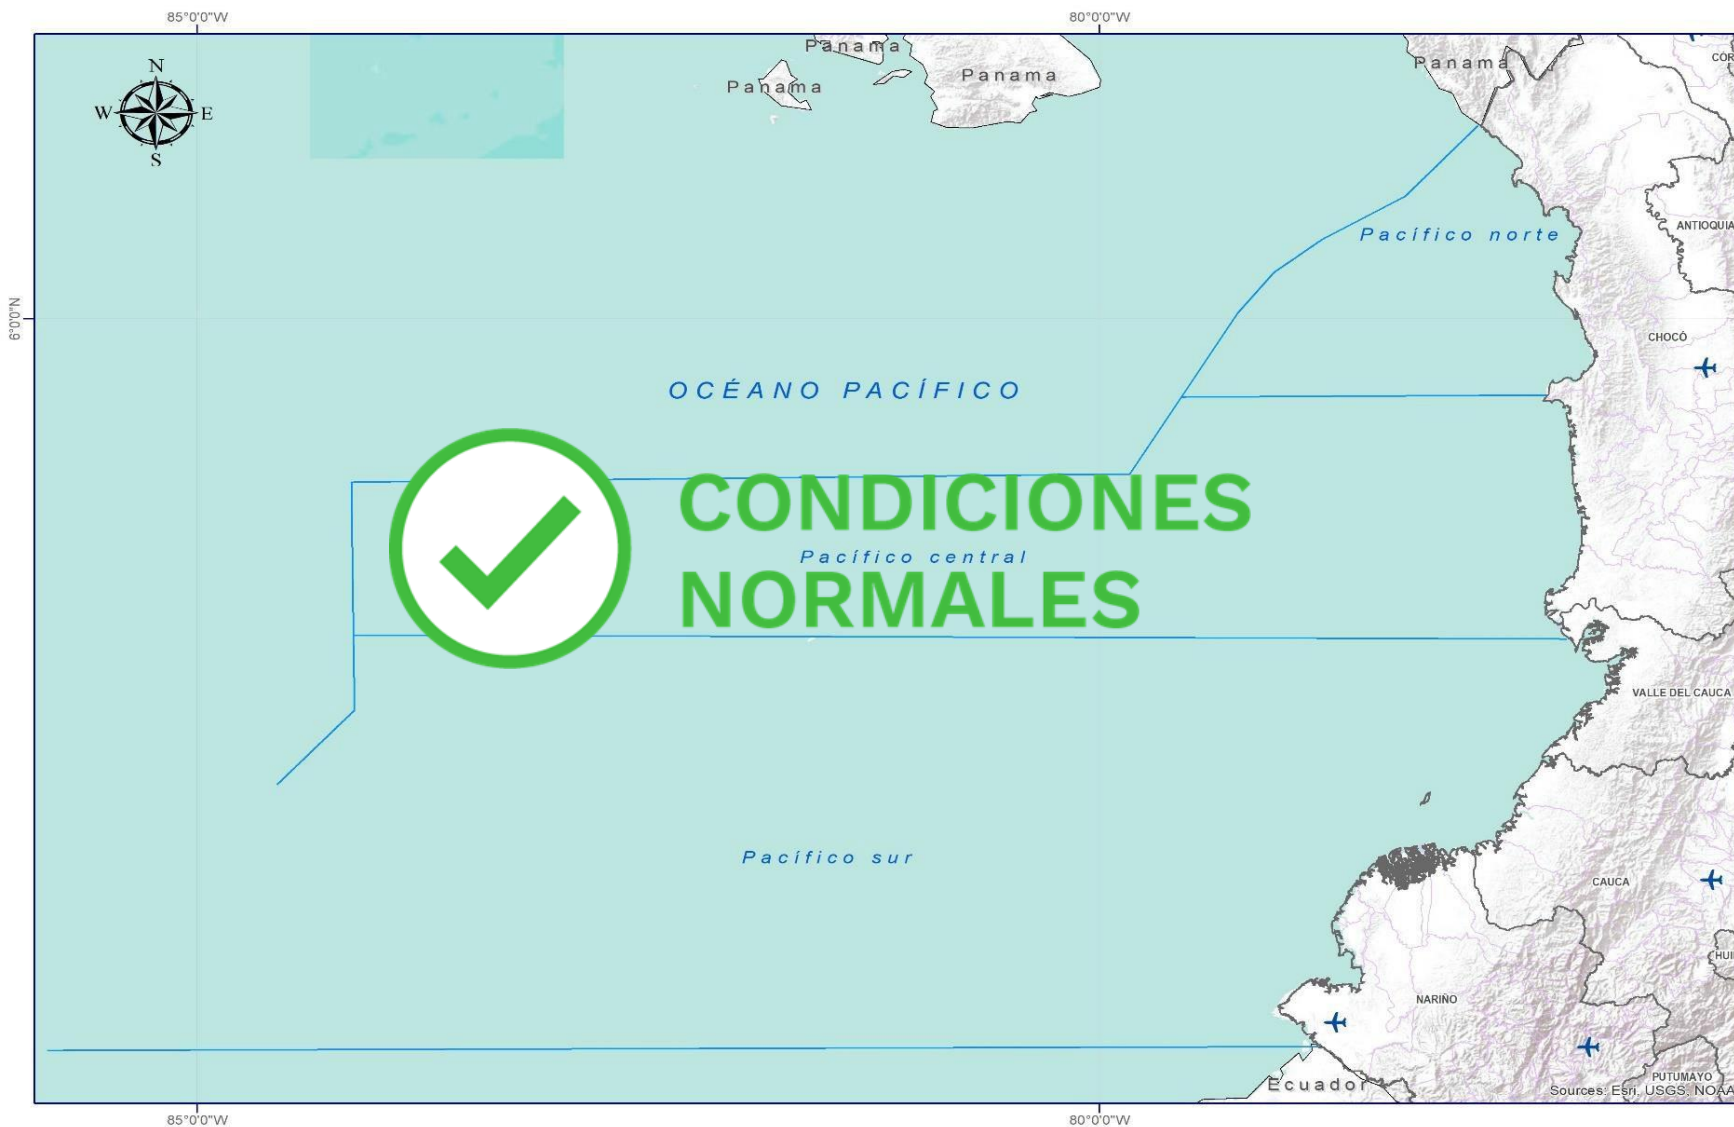 85°0'0"W
80°0'0"W
N
W
E
S
Panama
Panama
Panama
Panama
CÓR
Pacífico norte
ANTIOQUIA
6°0'0"N
CHOCÓ
OCÉANO PACÍFICO
CONDICIONES
Pacífico central
NORMALES
VALLE DEL CAUCA
Pacífico sur
CAUCA
HUI
NARIÑO
PUTUMAYO
Ecuador
Sources: Esri, USGS, NOAA
85°0'0"W
80°0'0"W